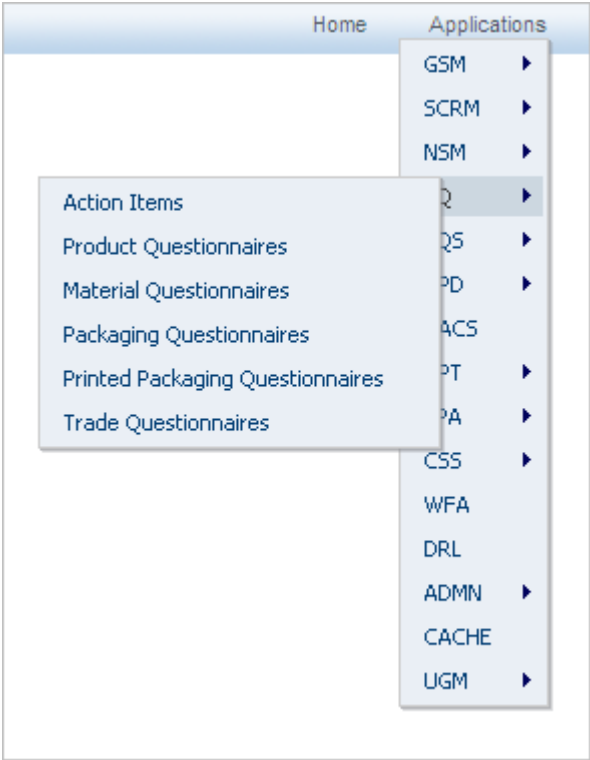 Home Applications
GSM
SCRM
NSM
Action Items
Product Questionnaires
Material Questionnaires
Packaging Questionnaires
Printed Packaging Questionnaires
Trade Questionnaires
CSS
WFA
DRL
ADMN
CACHE
UGM